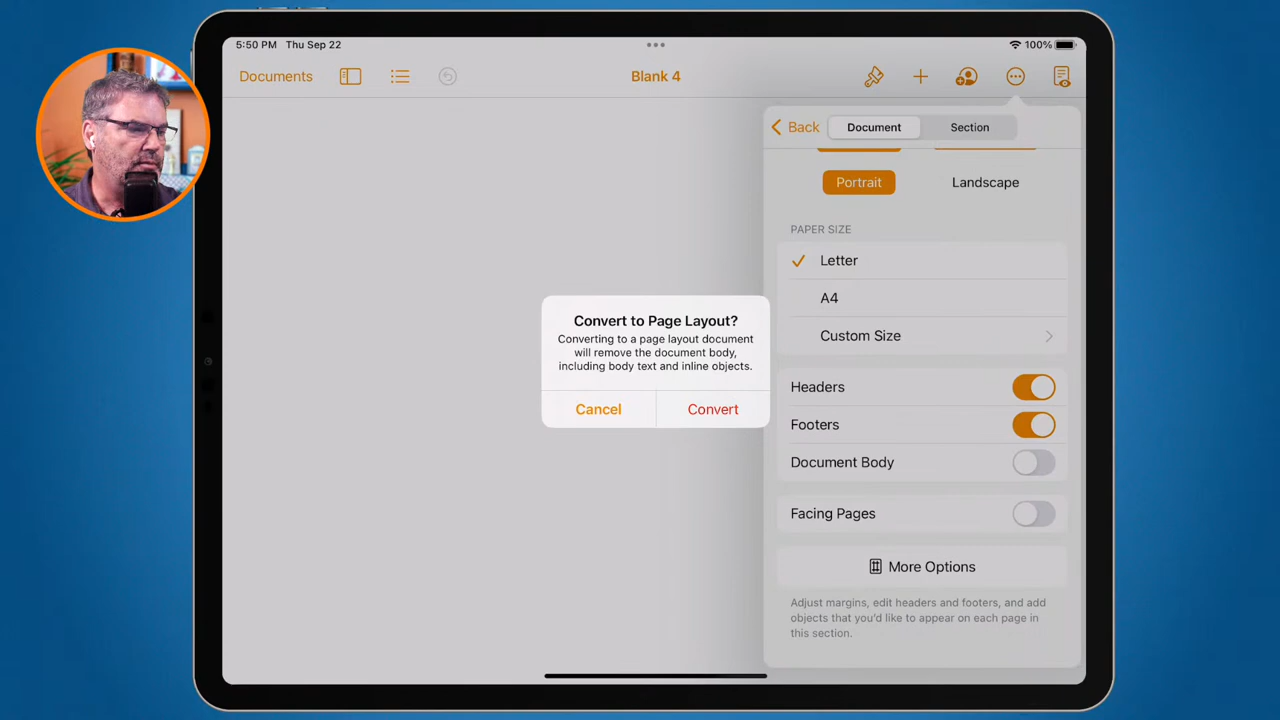 5:50 PM Thu Sep 22
100%
Documents
Blank 4
Back
Document
Section
Portrait
Landscape
PAPER SIZE
Letter
A4
Custom Size
Headers
Footers
Document Body
Facing Pages
More Options
Adjust margins, edit headers and footers, and add
objects that you'd like to appear on each page in
this section.
Convert to Page Layout?
Converting to a page layout document
will remove the document body,
including body text and inline objects.
Cancel
Convert